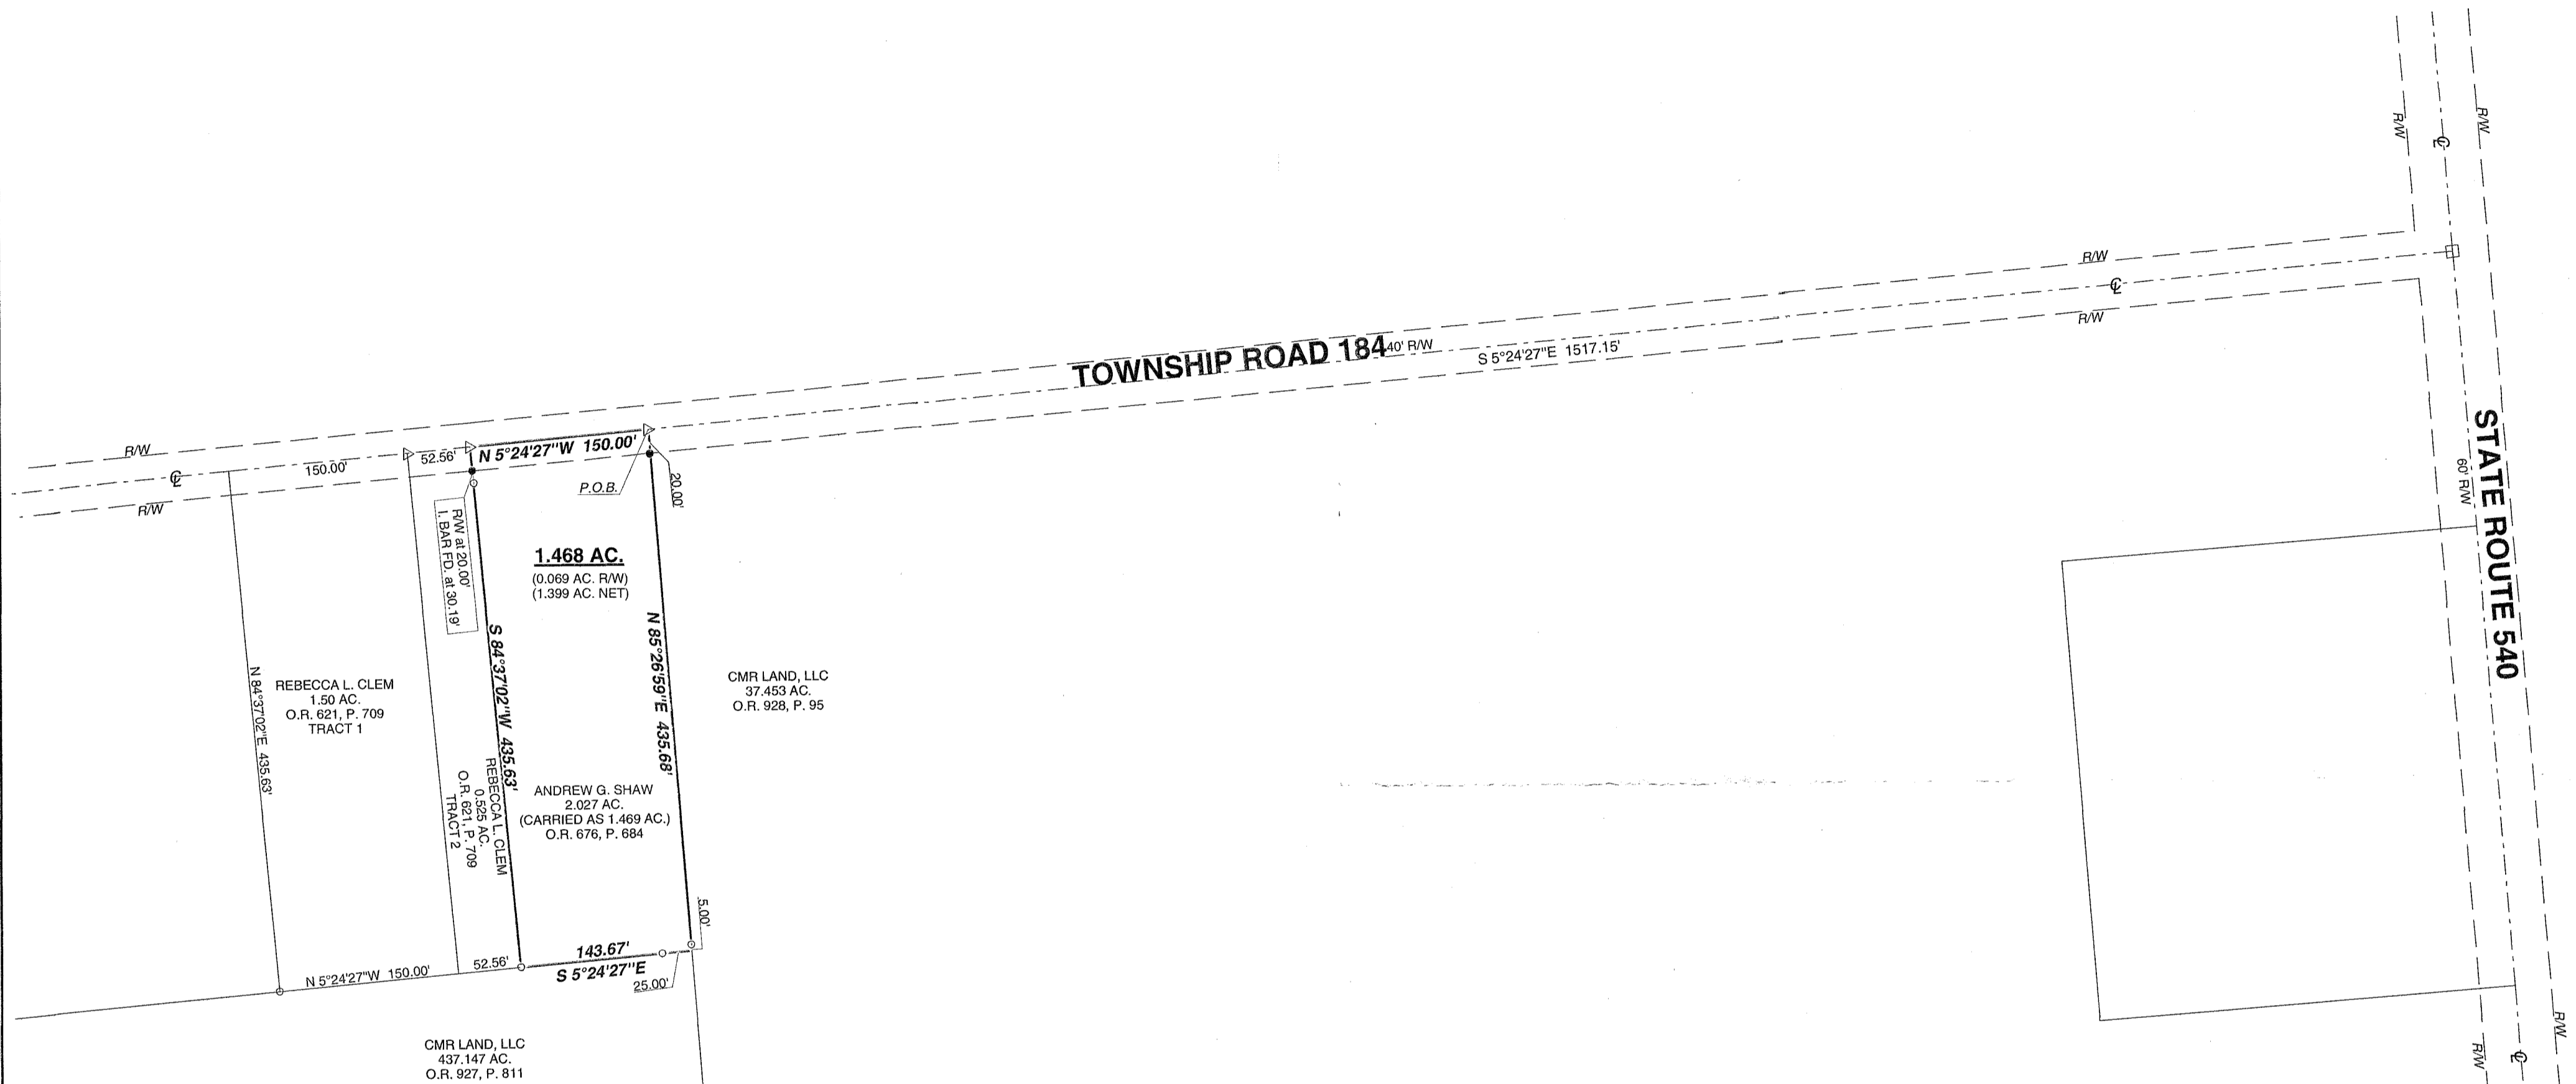 R/W
R/W
℄
R/W
℄
R/W
TOWNSHIP ROAD 184
40' R/W
S 5°24'27"E 1517.15'
STATE ROUTE 540
60' R/W
R/W
℄
R/W
150.00'
52.56'
N 5°24'27"W 150.00'
P.O.B.
20.00'
R/W at 20.00'
I. BAR FD. at 30.19'
1.468 AC.
(0.069 AC. R/W)
(1.399 AC. NET)
S 84°37'02"W 435.63'
N 85°26'59"E 435.68'
N 84°37'02"E 435.63'
REBECCA L. CLEM
1.50 AC.
O.R. 621, P. 709
TRACT 1
REBECCA L. CLEM
0.525 AC.
O.R. 621, P. 709
TRACT 2
ANDREW G. SHAW
2.027 AC.
(CARRIED AS 1.469 AC.)
O.R. 676, P. 684
CMR LAND, LLC
37.453 AC.
O.R. 928, P. 95
5.00'
143.67'
S 5°24'27"E
25.00'
52.56'
N 5°24'27"W 150.00'
CMR LAND, LLC
437.147 AC.
O.R. 927, P. 811
R/W
℄
R/W